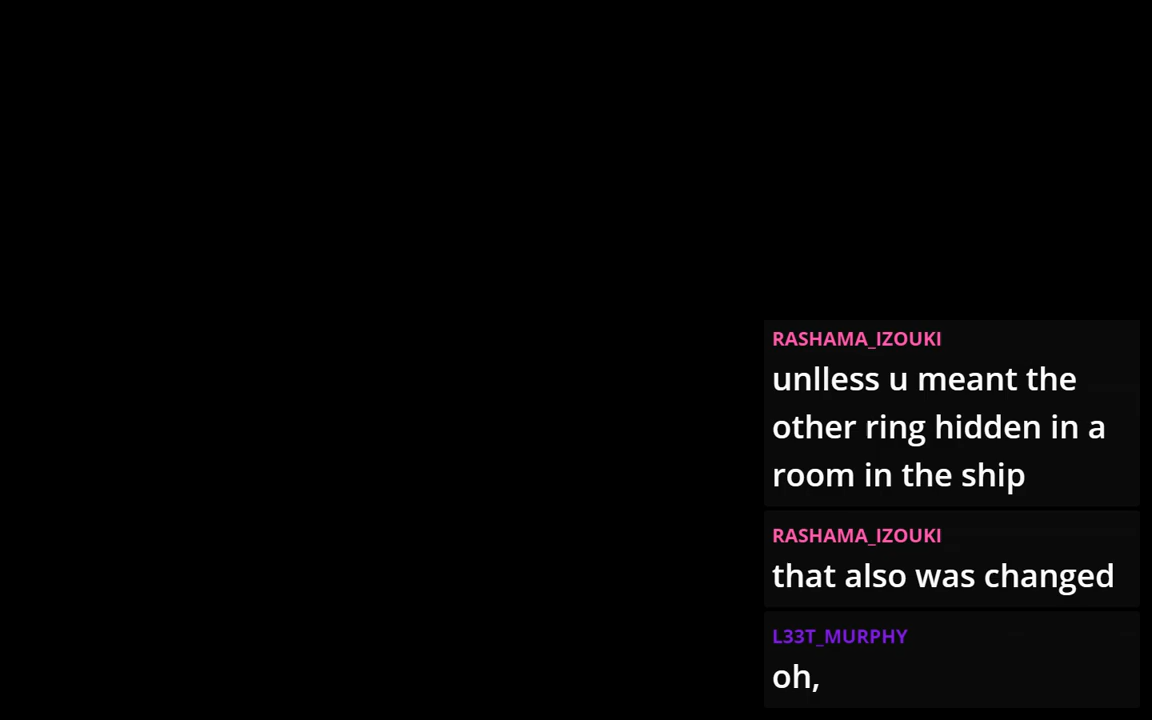 RASHAMA_IZOUKI
unlless u meant the
other ring hidden in a
room in the ship
RASHAMA_IZOUKI
that also was changed
L33T_MURPHY
oh,